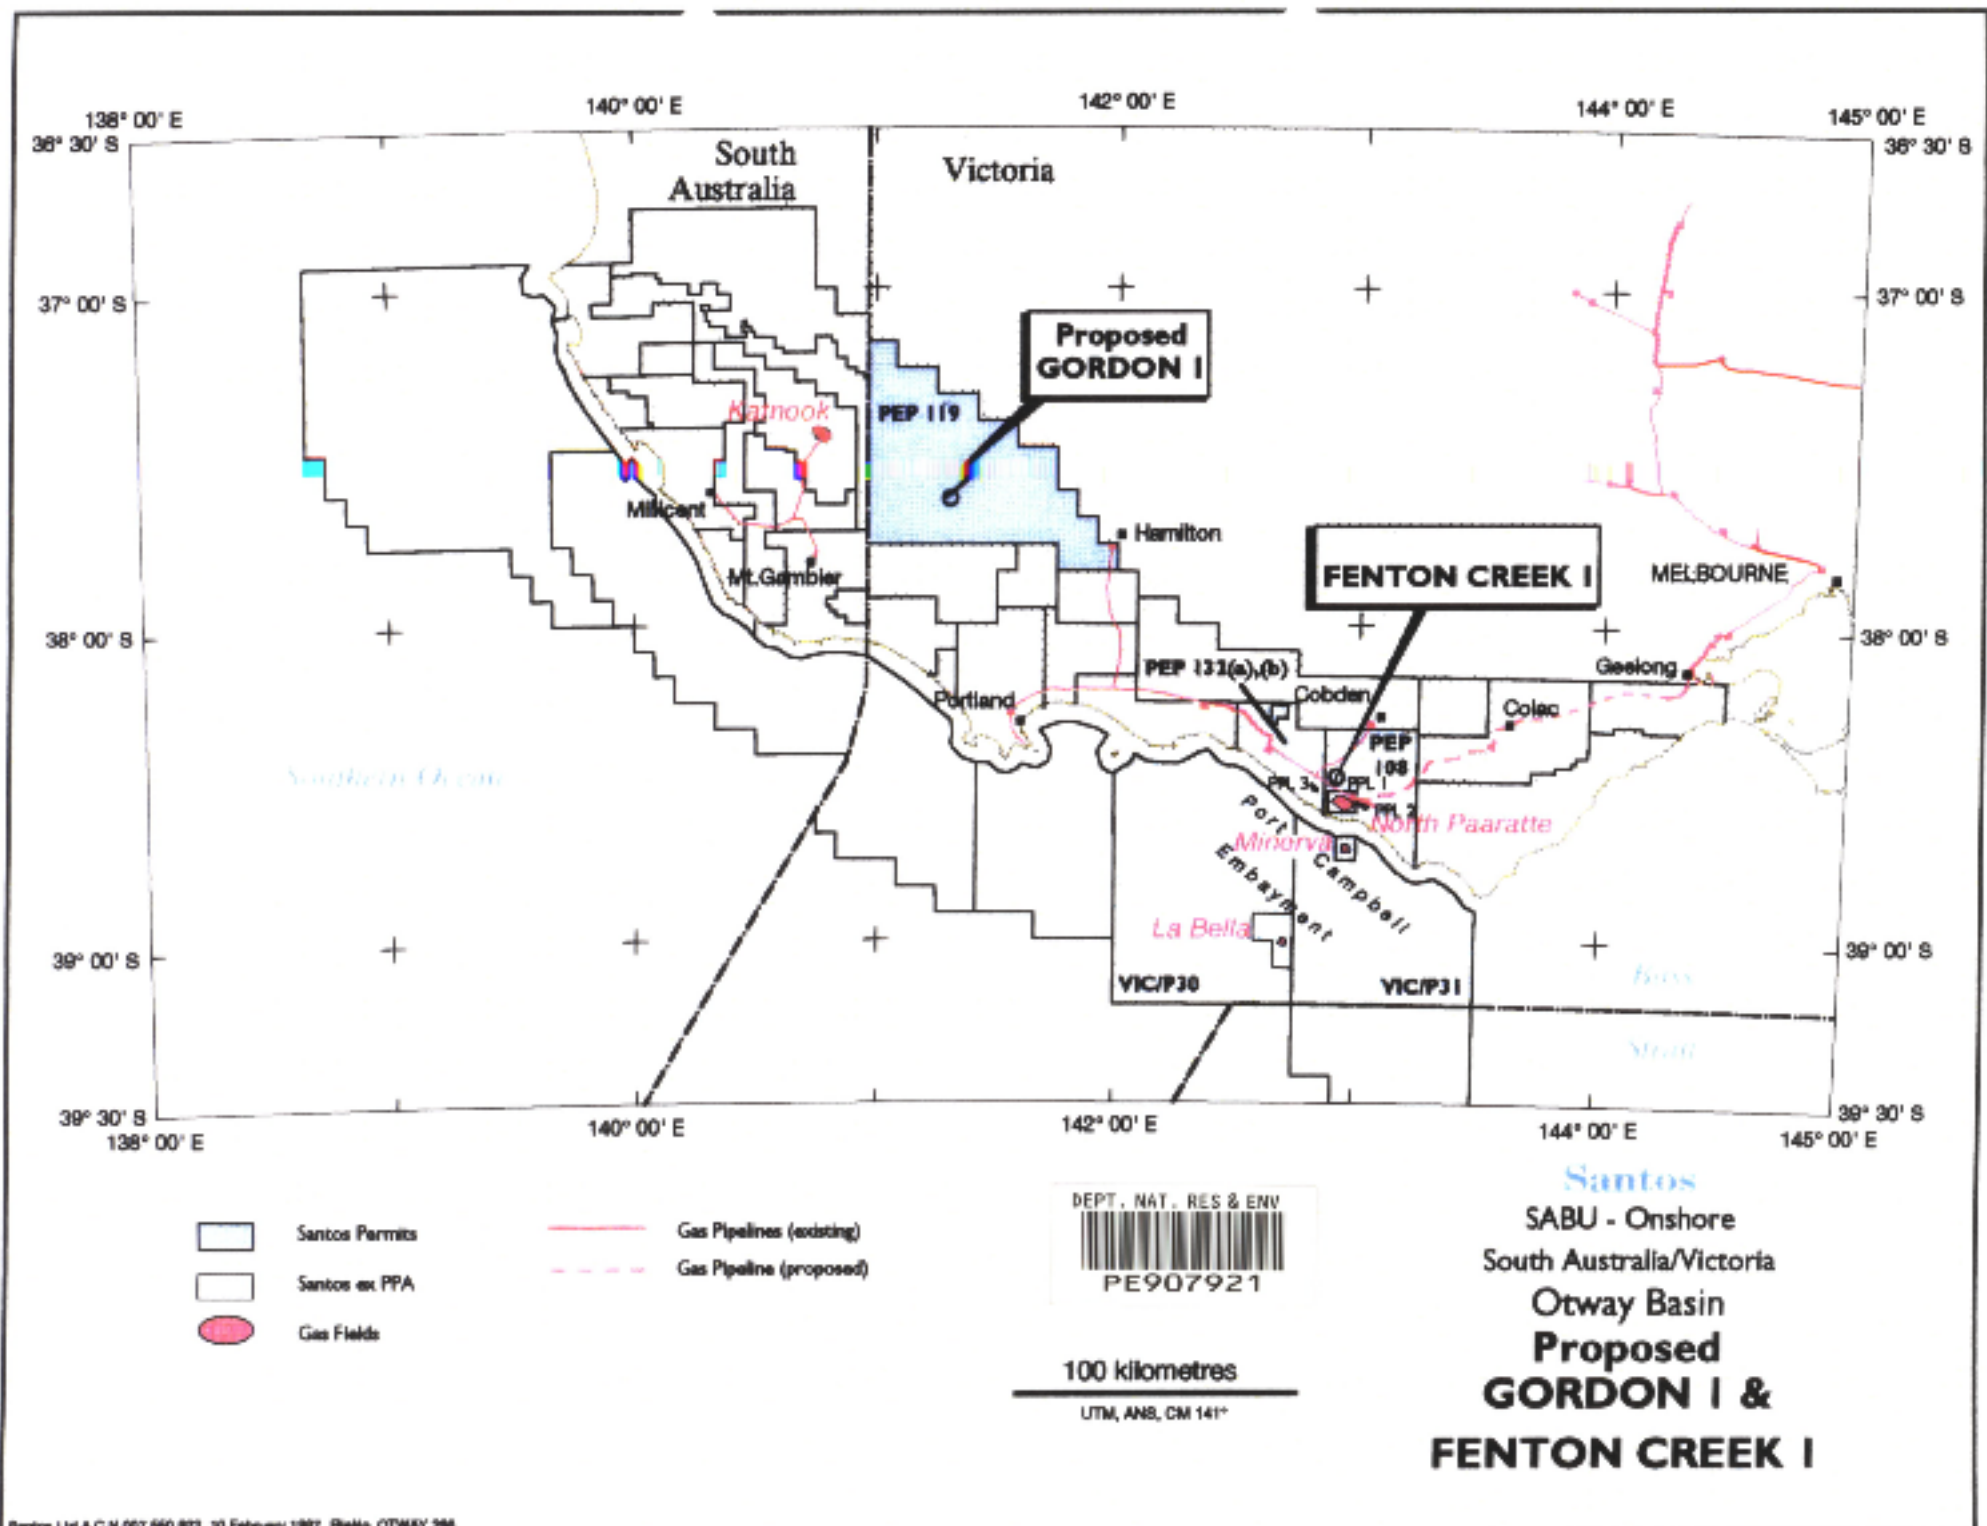 138° 00' E
140° 00' E
142° 00' E
144° 00' E
145° 00' E
36° 30' S
36° 30' S
South
Australia
Victoria
37° 00' S
37° 00' S
Proposed
GORDON 1
Katnook
PEP 119
Millicent
Hamilton
Mt.Gambier
FENTON CREEK 1
MELBOURNE
38° 00' S
38° 00' S
PEP 132(a),(b)
Geelong
Portland
Cobden
Colac
PEP
108
Southern Ocean
PPL 3
PPL 1
PPL 2
North Paaratte
Port
Campbell
Embayment
Minerva
La Bella
39° 00' S
39° 00' S
VIC/P30
VIC/P31
Bass
Strait
39° 30' S
39° 30' S
138° 00' E
140° 00' E
142° 00' E
144° 00' E
145° 00' E
Santos Permits
Santos ex PPA
Gas Fields
Gas Pipelines (existing)
Gas Pipeline (proposed)
DEPT. NAT. RES & ENV
PE907921
100 kilometres
UTM, ANS, CM 141°
Santos
SABU - Onshore
South Australia/Victoria
Otway Basin
Proposed
GORDON 1 &
FENTON CREEK 1